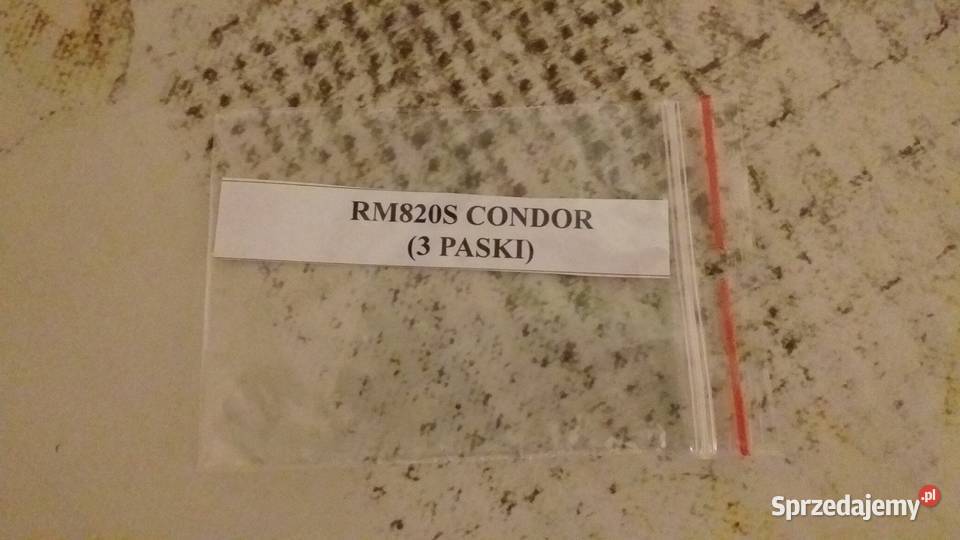 RM820S CONDOR
(3 PASKI)
Sprzedajemy.pl